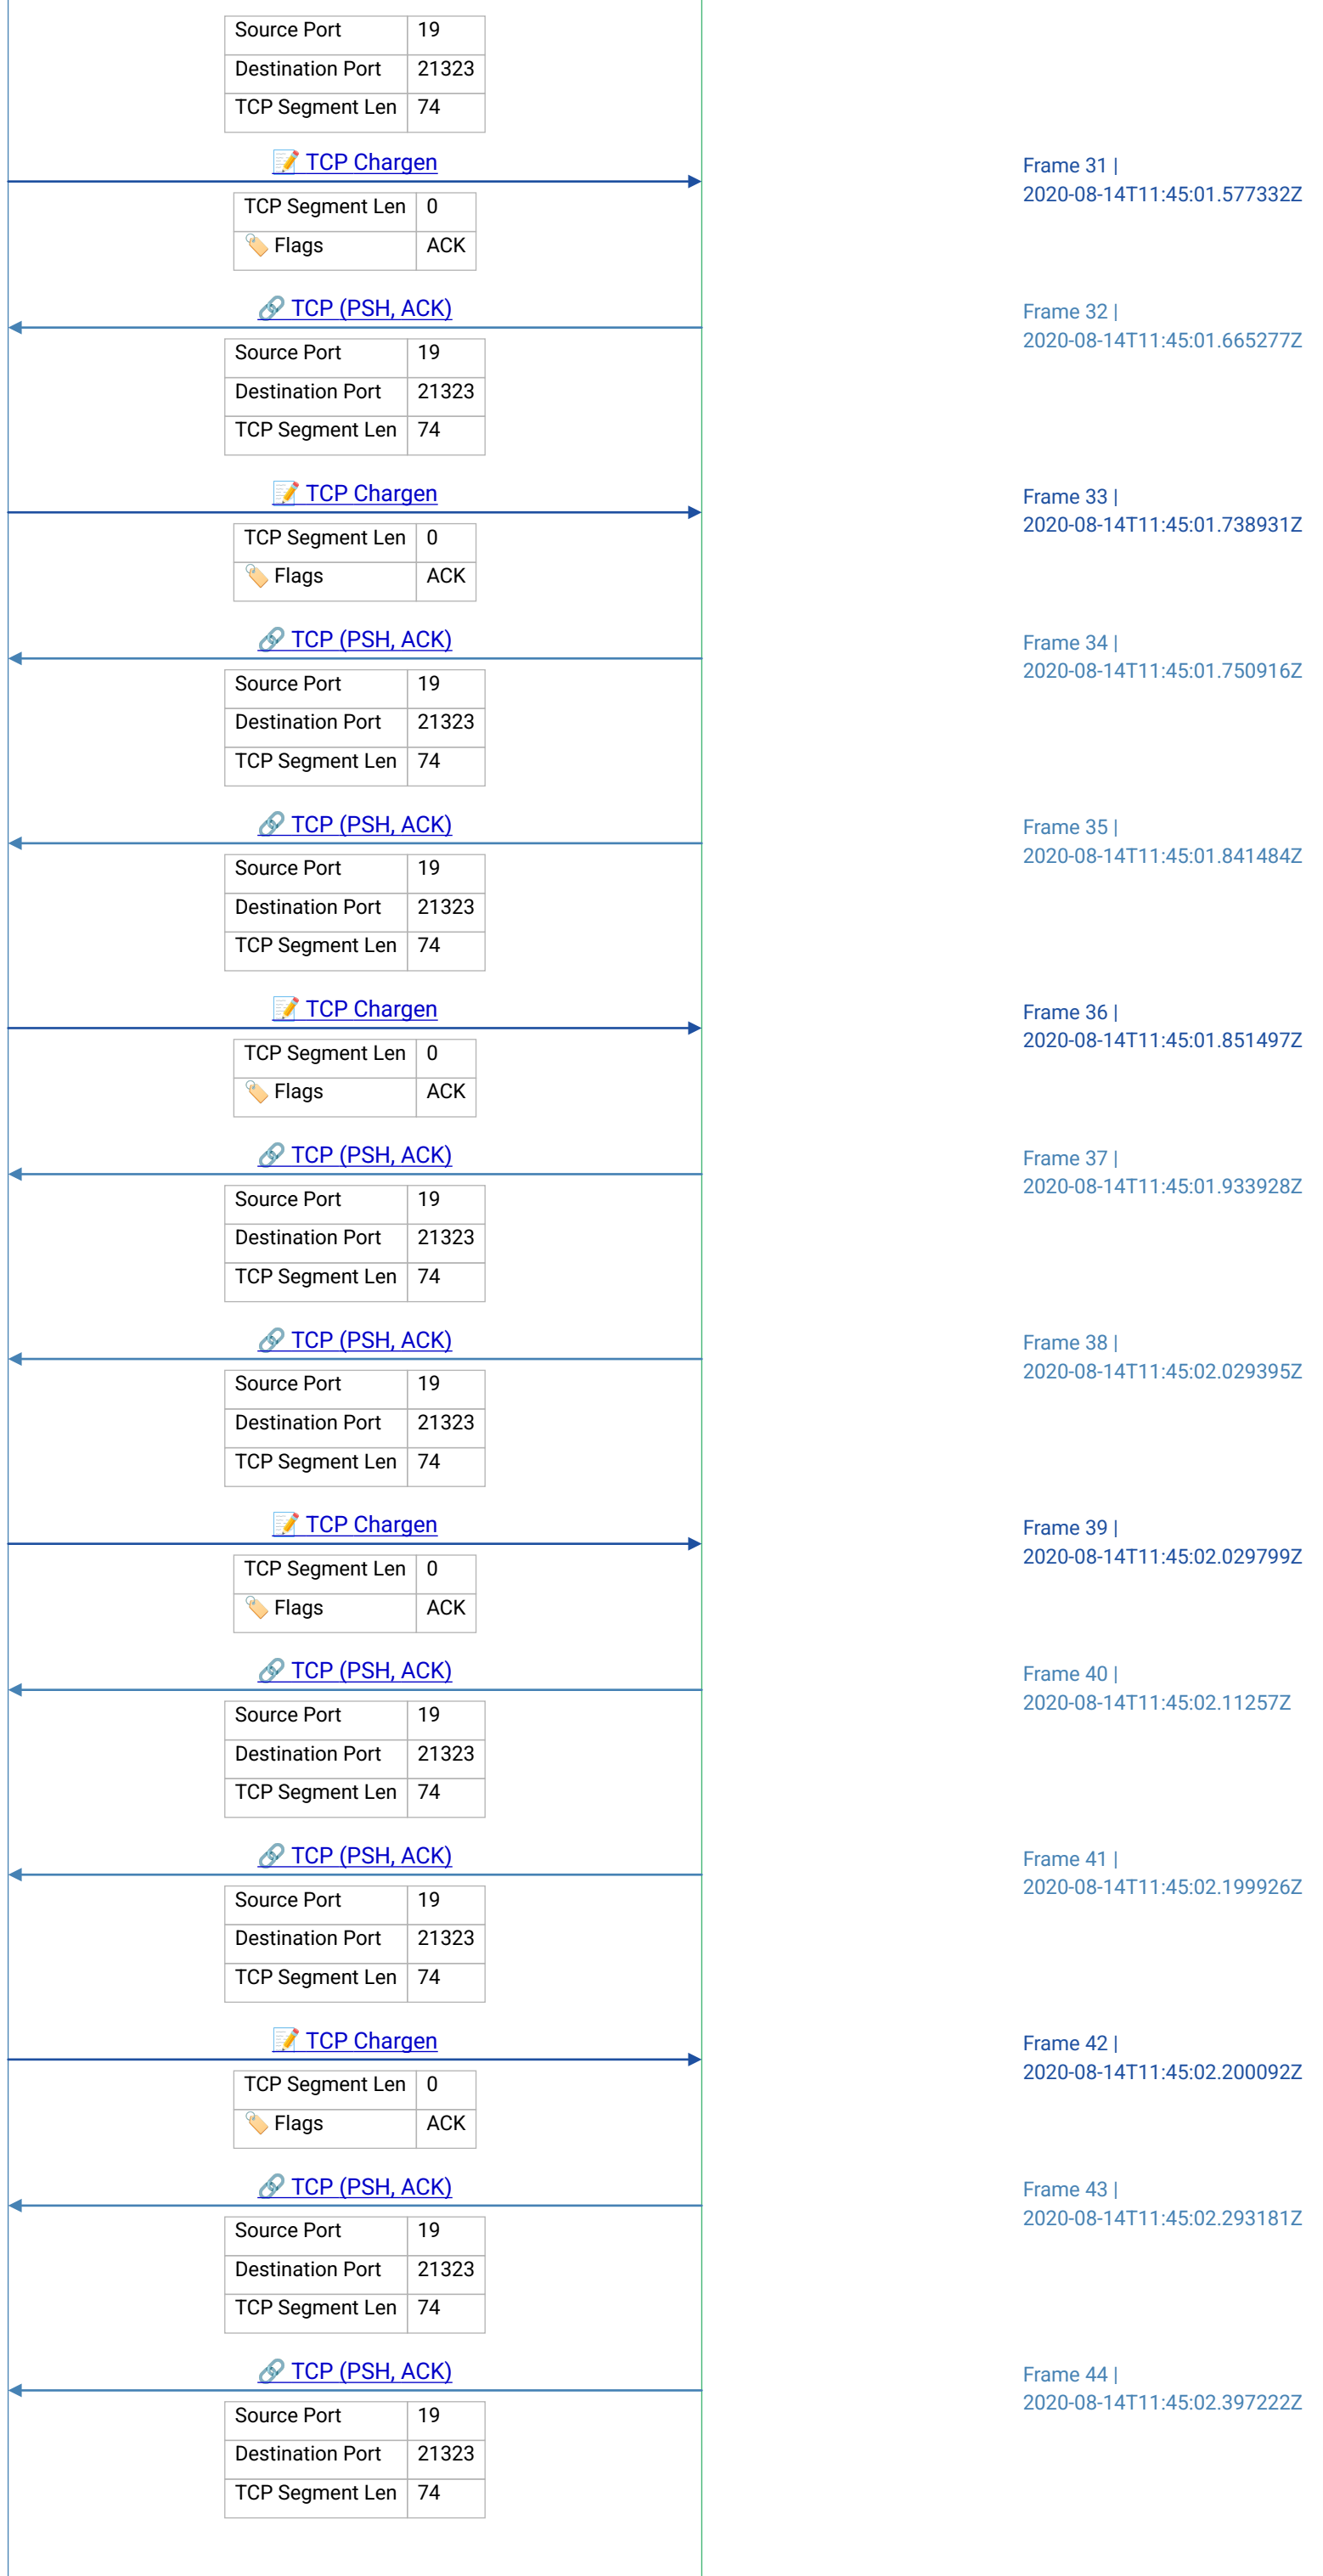 Source Port 19
Destination Port 21323
TCP Segment Len 74
📝 TCP Chargen
Frame 31 |
2020-08-14T11:45:01.577332Z
TCP Segment Len 0
🏷️ Flags ACK
🔗 TCP (PSH, ACK)
Frame 32 |
2020-08-14T11:45:01.665277Z
Source Port 19
Destination Port 21323
TCP Segment Len 74
📝 TCP Chargen
Frame 33 |
2020-08-14T11:45:01.738931Z
TCP Segment Len 0
🏷️ Flags ACK
🔗 TCP (PSH, ACK)
Frame 34 |
2020-08-14T11:45:01.750916Z
Source Port 19
Destination Port 21323
TCP Segment Len 74
🔗 TCP (PSH, ACK)
Frame 35 |
2020-08-14T11:45:01.841484Z
Source Port 19
Destination Port 21323
TCP Segment Len 74
📝 TCP Chargen
Frame 36 |
2020-08-14T11:45:01.851497Z
TCP Segment Len 0
🏷️ Flags ACK
🔗 TCP (PSH, ACK)
Frame 37 |
2020-08-14T11:45:01.933928Z
Source Port 19
Destination Port 21323
TCP Segment Len 74
🔗 TCP (PSH, ACK)
Frame 38 |
2020-08-14T11:45:02.029395Z
Source Port 19
Destination Port 21323
TCP Segment Len 74
📝 TCP Chargen
Frame 39 |
2020-08-14T11:45:02.029799Z
TCP Segment Len 0
🏷️ Flags ACK
🔗 TCP (PSH, ACK)
Frame 40 |
2020-08-14T11:45:02.11257Z
Source Port 19
Destination Port 21323
TCP Segment Len 74
🔗 TCP (PSH, ACK)
Frame 41 |
2020-08-14T11:45:02.199926Z
Source Port 19
Destination Port 21323
TCP Segment Len 74
📝 TCP Chargen
Frame 42 |
2020-08-14T11:45:02.200092Z
TCP Segment Len 0
🏷️ Flags ACK
🔗 TCP (PSH, ACK)
Frame 43 |
2020-08-14T11:45:02.293181Z
Source Port 19
Destination Port 21323
TCP Segment Len 74
🔗 TCP (PSH, ACK)
Frame 44 |
2020-08-14T11:45:02.397222Z
Source Port 19
Destination Port 21323
TCP Segment Len 74